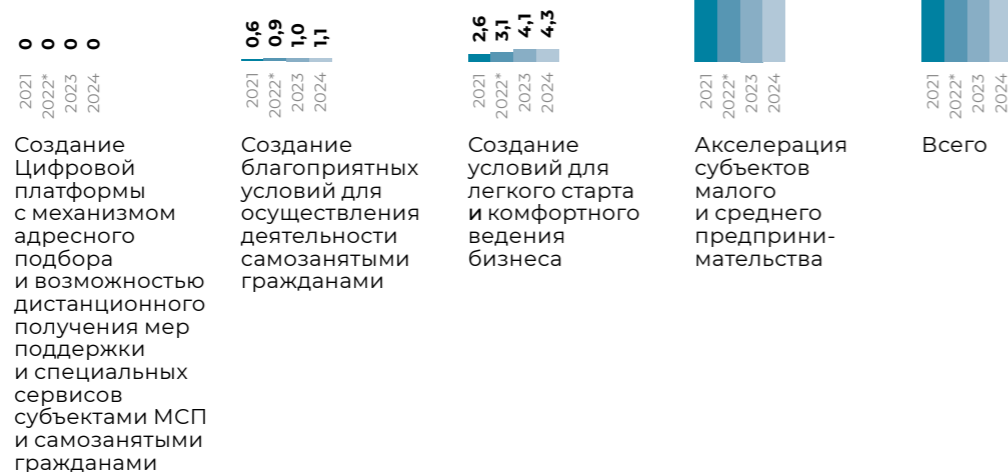 0 0 0 0
2021 2022* 2023 2024
Создание
Цифровой
платформы
с механизмом
адресного
подбора
и возможностью
дистанционного
получения мер
поддержки
и специальных
сервисов
субъектами МСП
и самозанятыми
гражданами
0,6 0,9 1,0 1,1
2021 2022* 2023 2024
Создание
благоприятных
условий для
осуществления
деятельности
самозанятыми
гражданами
2,6 3,1 4,1 4,3
2021 2022* 2023 2024
Создание
условий для
легкого старта
и комфортного
ведения
бизнеса
2021 2022* 2023 2024
Акселерация
субъектов
малого
и среднего
предприни-
мательства
2021 2022* 2023 2024
Всего